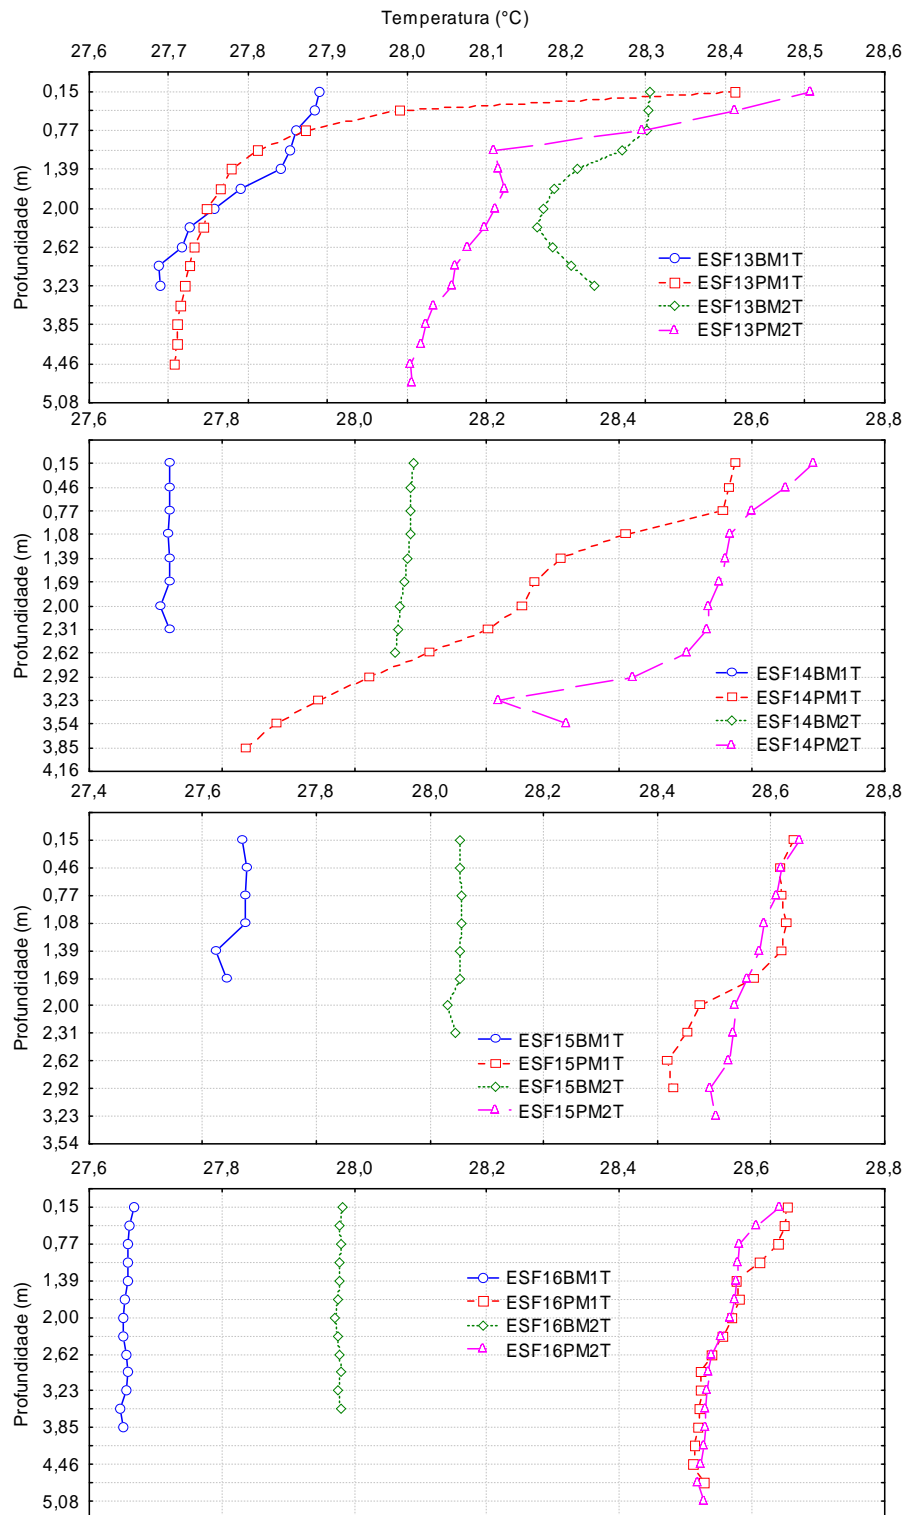 Temperatura (°C)
27,6 27,7 27,8 27,9 28,0 28,1 28,2 28,3 28,4 28,5 28,6
Profundidade (m)
0,15
0,77
1,39
2,00
2,62
3,23
3,85
4,46
5,08
ESF13BM1T
ESF13PM1T
ESF13BM2T
ESF13PM2T
27,6 27,8 28,0 28,2 28,4 28,6 28,8
Profundidade (m)
0,15
0,46
0,77
1,08
1,39
1,69
2,00
2,31
2,62
2,92
3,23
3,54
3,85
4,16
ESF14BM1T
ESF14PM1T
ESF14BM2T
ESF14PM2T
27,4 27,6 27,8 28,0 28,2 28,4 28,6 28,8
Profundidade (m)
0,15
0,46
0,77
1,08
1,39
1,69
2,00
2,31
2,62
2,92
3,23
3,54
ESF15BM1T
ESF15PM1T
ESF15BM2T
ESF15PM2T
27,6 27,8 28,0 28,2 28,4 28,6 28,8
Profundidade (m)
0,15
0,77
1,39
2,00
2,62
3,23
3,85
4,46
5,08
ESF16BM1T
ESF16PM1T
ESF16BM2T
ESF16PM2T